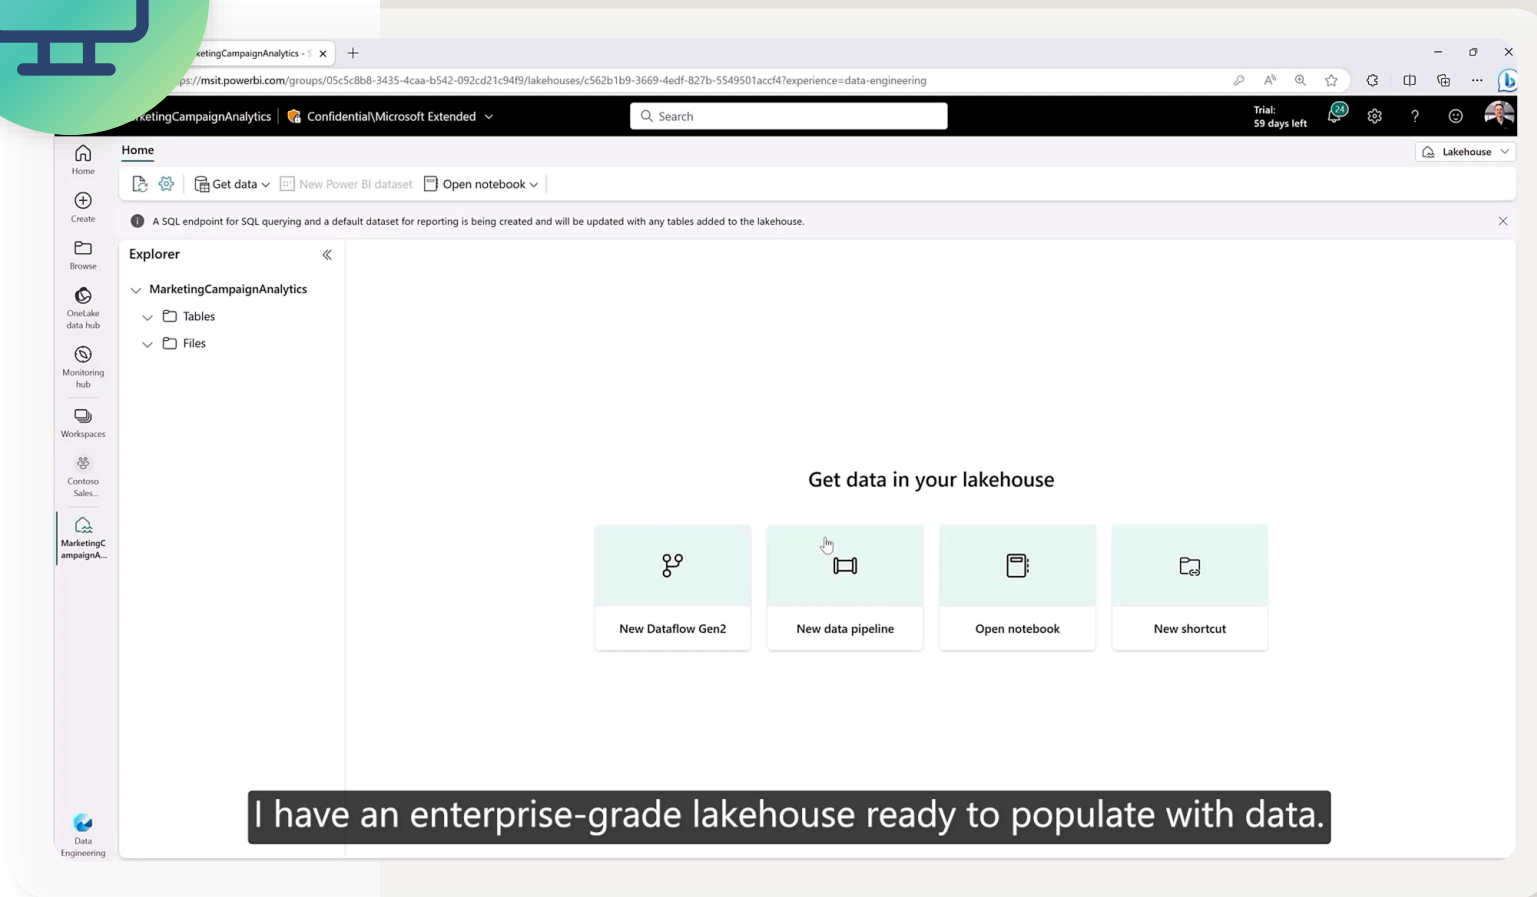 ketingCampaignAnalytics - S
ps://msit.powerbi.com/groups/05c5c8b8-3435-4caa-b542-092cd21c94f9/lakehouses/c562b1b9-3669-4edf-827b-5549501accf4?experience=data-engineering
rketingCampaignAnalytics
Confidential\Microsoft Extended
Search
Trial:
59 days left
24
Home
Home
Lakehouse
Get data
New Power BI dataset
Open notebook
Create
A SQL endpoint for SQL querying and a default dataset for reporting is being created and will be updated with any tables added to the lakehouse.
Browse
Explorer
MarketingCampaignAnalytics
Tables
Files
OneLake
data hub
Monitoring
hub
Workspaces
Contoso
Sales...
MarketingC
ampaignA...
Get data in your lakehouse
New Dataflow Gen2
New data pipeline
Open notebook
New shortcut
I have an enterprise-grade lakehouse ready to populate with data.
Data
Engineering